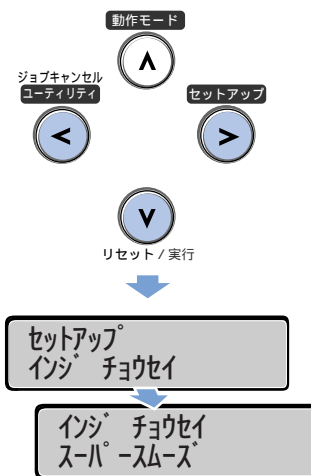 動作モード
ジョブキャンセル
ユーティリティ
セットアップ
リセット / 実行
セットアップ
インジ チョウセイ
インジ チョウセイ
スーパースムーズ